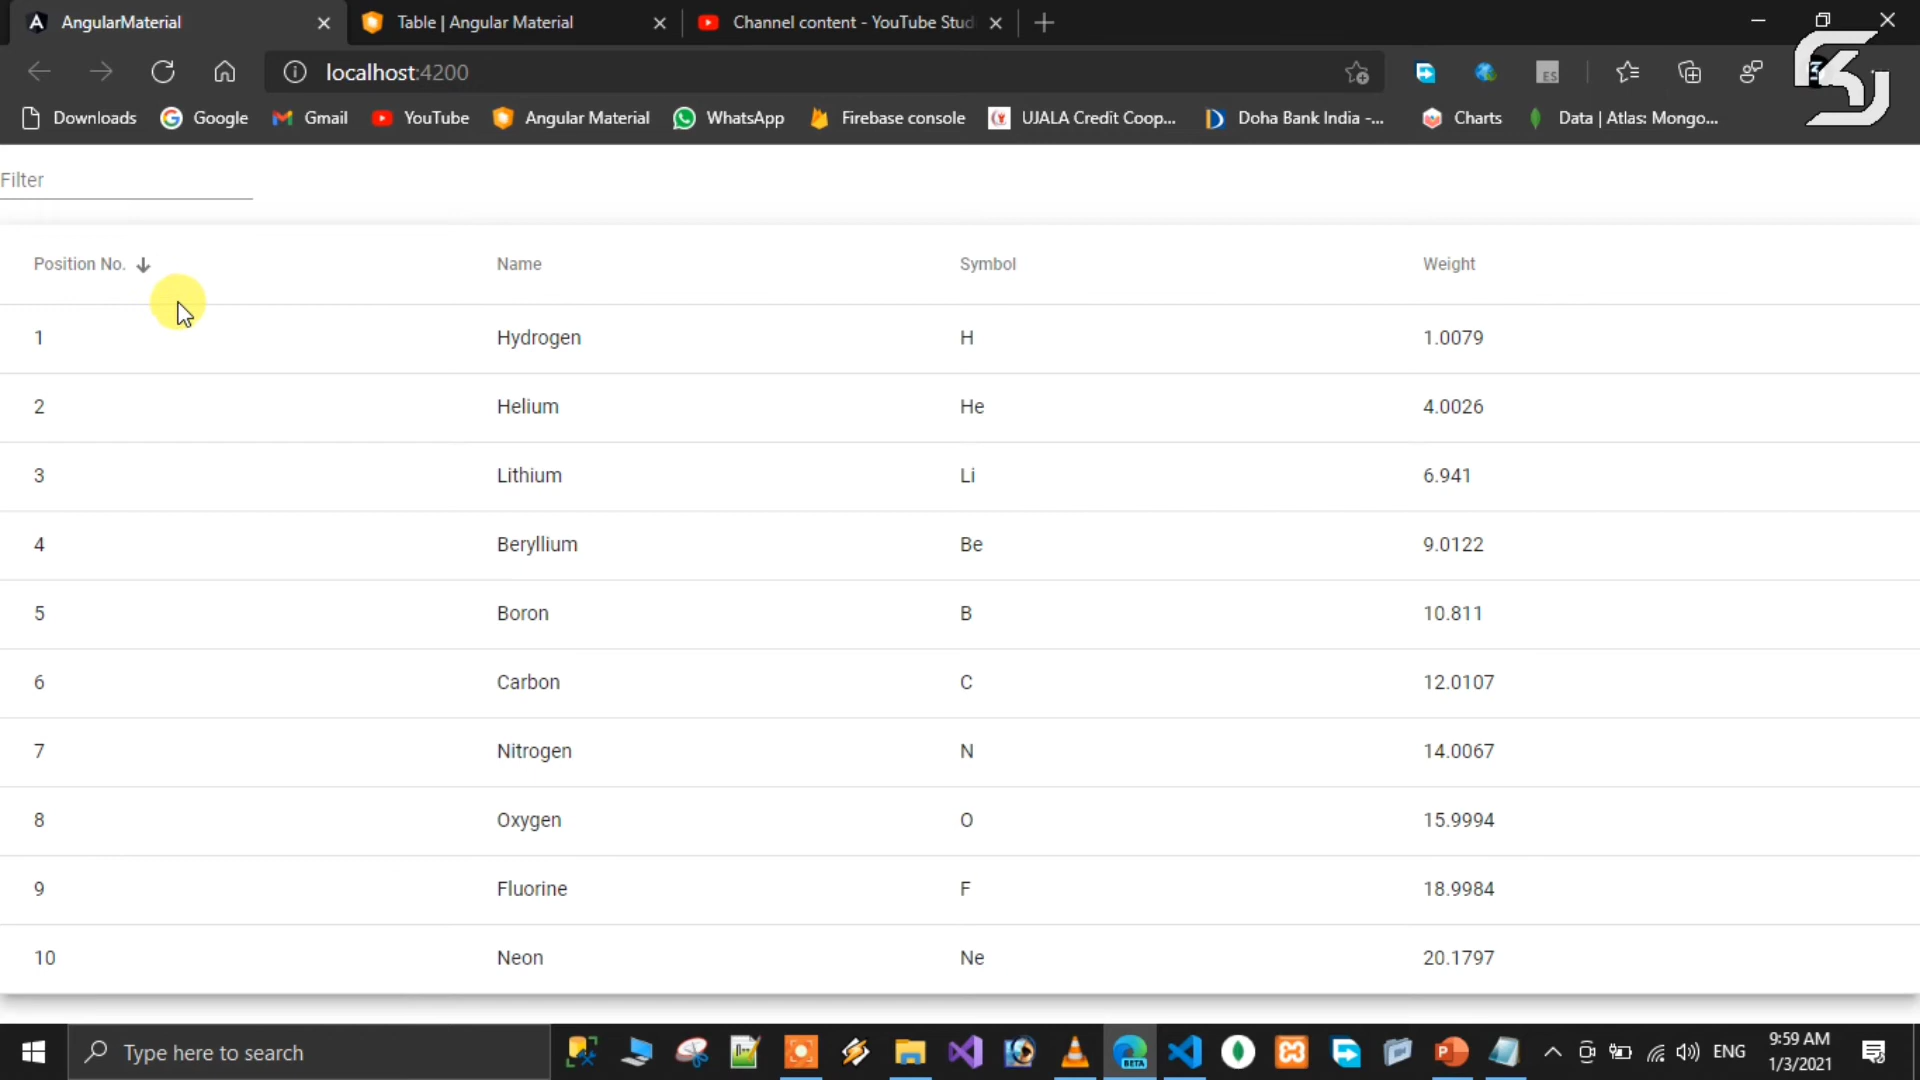 AngularMaterial
Table | Angular Material
Channel content - YouTube Stud
localhost:4200
ES
Downloads
Google
Gmail
YouTube
Angular Material
WhatsApp
Firebase console
UJALA Credit Coop...
Doha Bank India -...
Charts
Data | Atlas: Mongo...
Filter
Position No. Name Symbol Weight
1 Hydrogen H 1.0079
2 Helium He 4.0026
3 Lithium Li 6.941
4 Beryllium Be 9.0122
5 Boron B 10.811
6 Carbon C 12.0107
7 Nitrogen N 14.0067
8 Oxygen O 15.9994
9 Fluorine F 18.9984
10 Neon Ne 20.1797
Type here to search
BETA
ENG
9:59 AM
1/3/2021